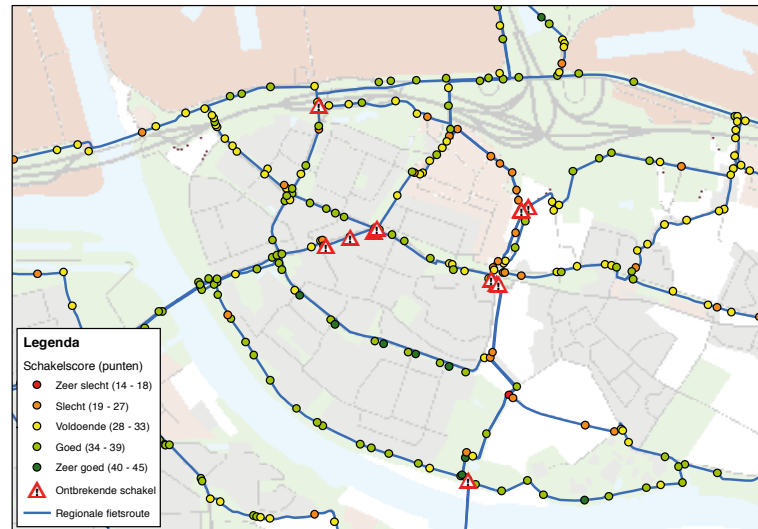 Legenda
Schakelscore (punten)
Zeer slecht (14 - 18)
Slecht (19 - 27)
Voldoende (28 - 33)
Goed (34 - 39)
Zeer goed (40 - 45)
Ontbrekende schakel
Regionale fietsroute